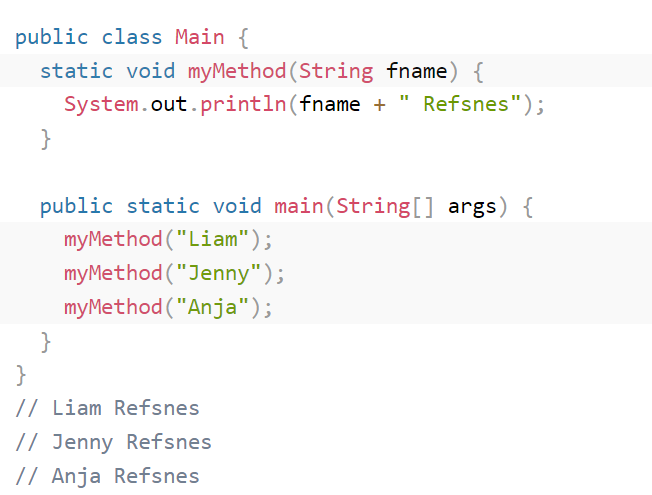 public class Main {
  static void myMethod(String fname) {
    System.out.println(fname + " Refsnes");
  }

  public static void main(String[] args) {
    myMethod("Liam");
    myMethod("Jenny");
    myMethod("Anja");
  }
}
// Liam Refsnes
// Jenny Refsnes
// Anja Refsnes